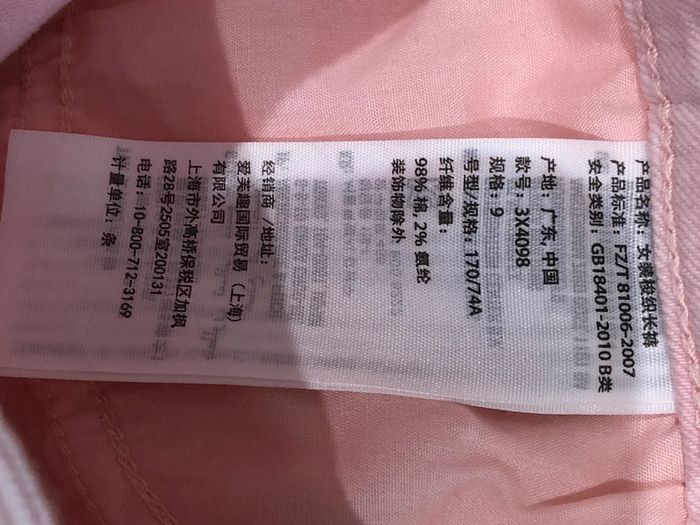 产品名称：女装梭织长裤
产品标准：FZ/T 81006-2007
安全类别：GB18401-2010 B类
产地：广东, 中国
款号：3X4098
规格：9
号型/规格：170/74A
纤维含量：
98% 棉, 2% 氨纶
装饰物除外
经销商 /地址：
爱芙趣国际贸易（上海）
有限公司
上海市外高桥保税区加枫
路28号2505室200131
电话：10-800-712-3169
计量单位：条